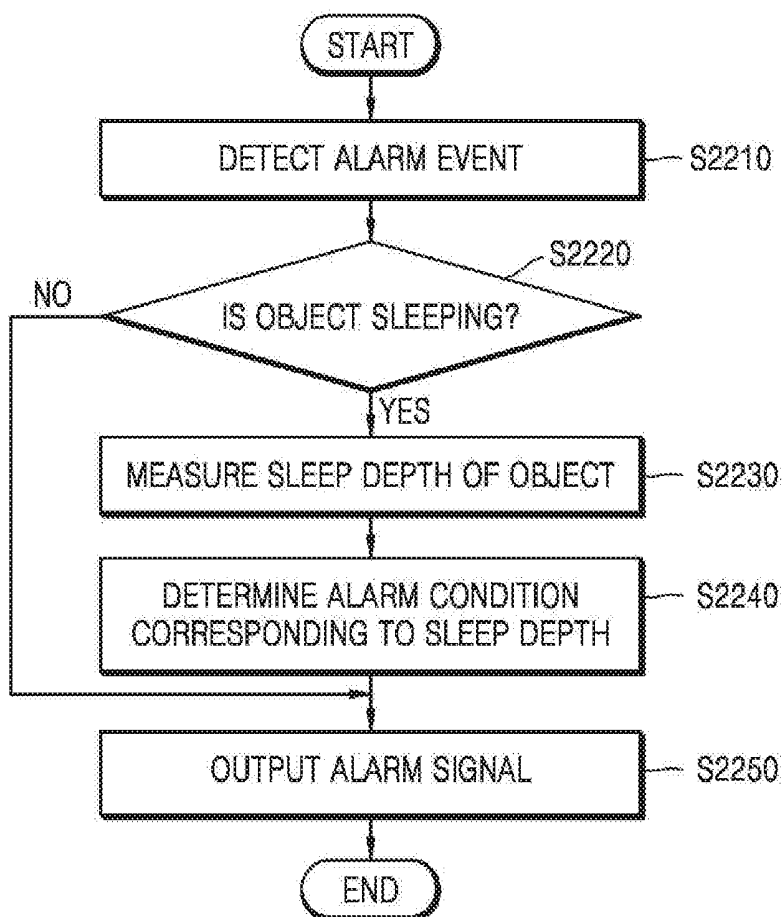 START
DETECT ALARM EVENT
S2210
S2220
NO
IS OBJECT SLEEPING?
YES
MEASURE SLEEP DEPTH OF OBJECT
S2230
DETERMINE ALARM CONDITION
CORRESPONDING TO SLEEP DEPTH
S2240
OUTPUT ALARM SIGNAL
S2250
END